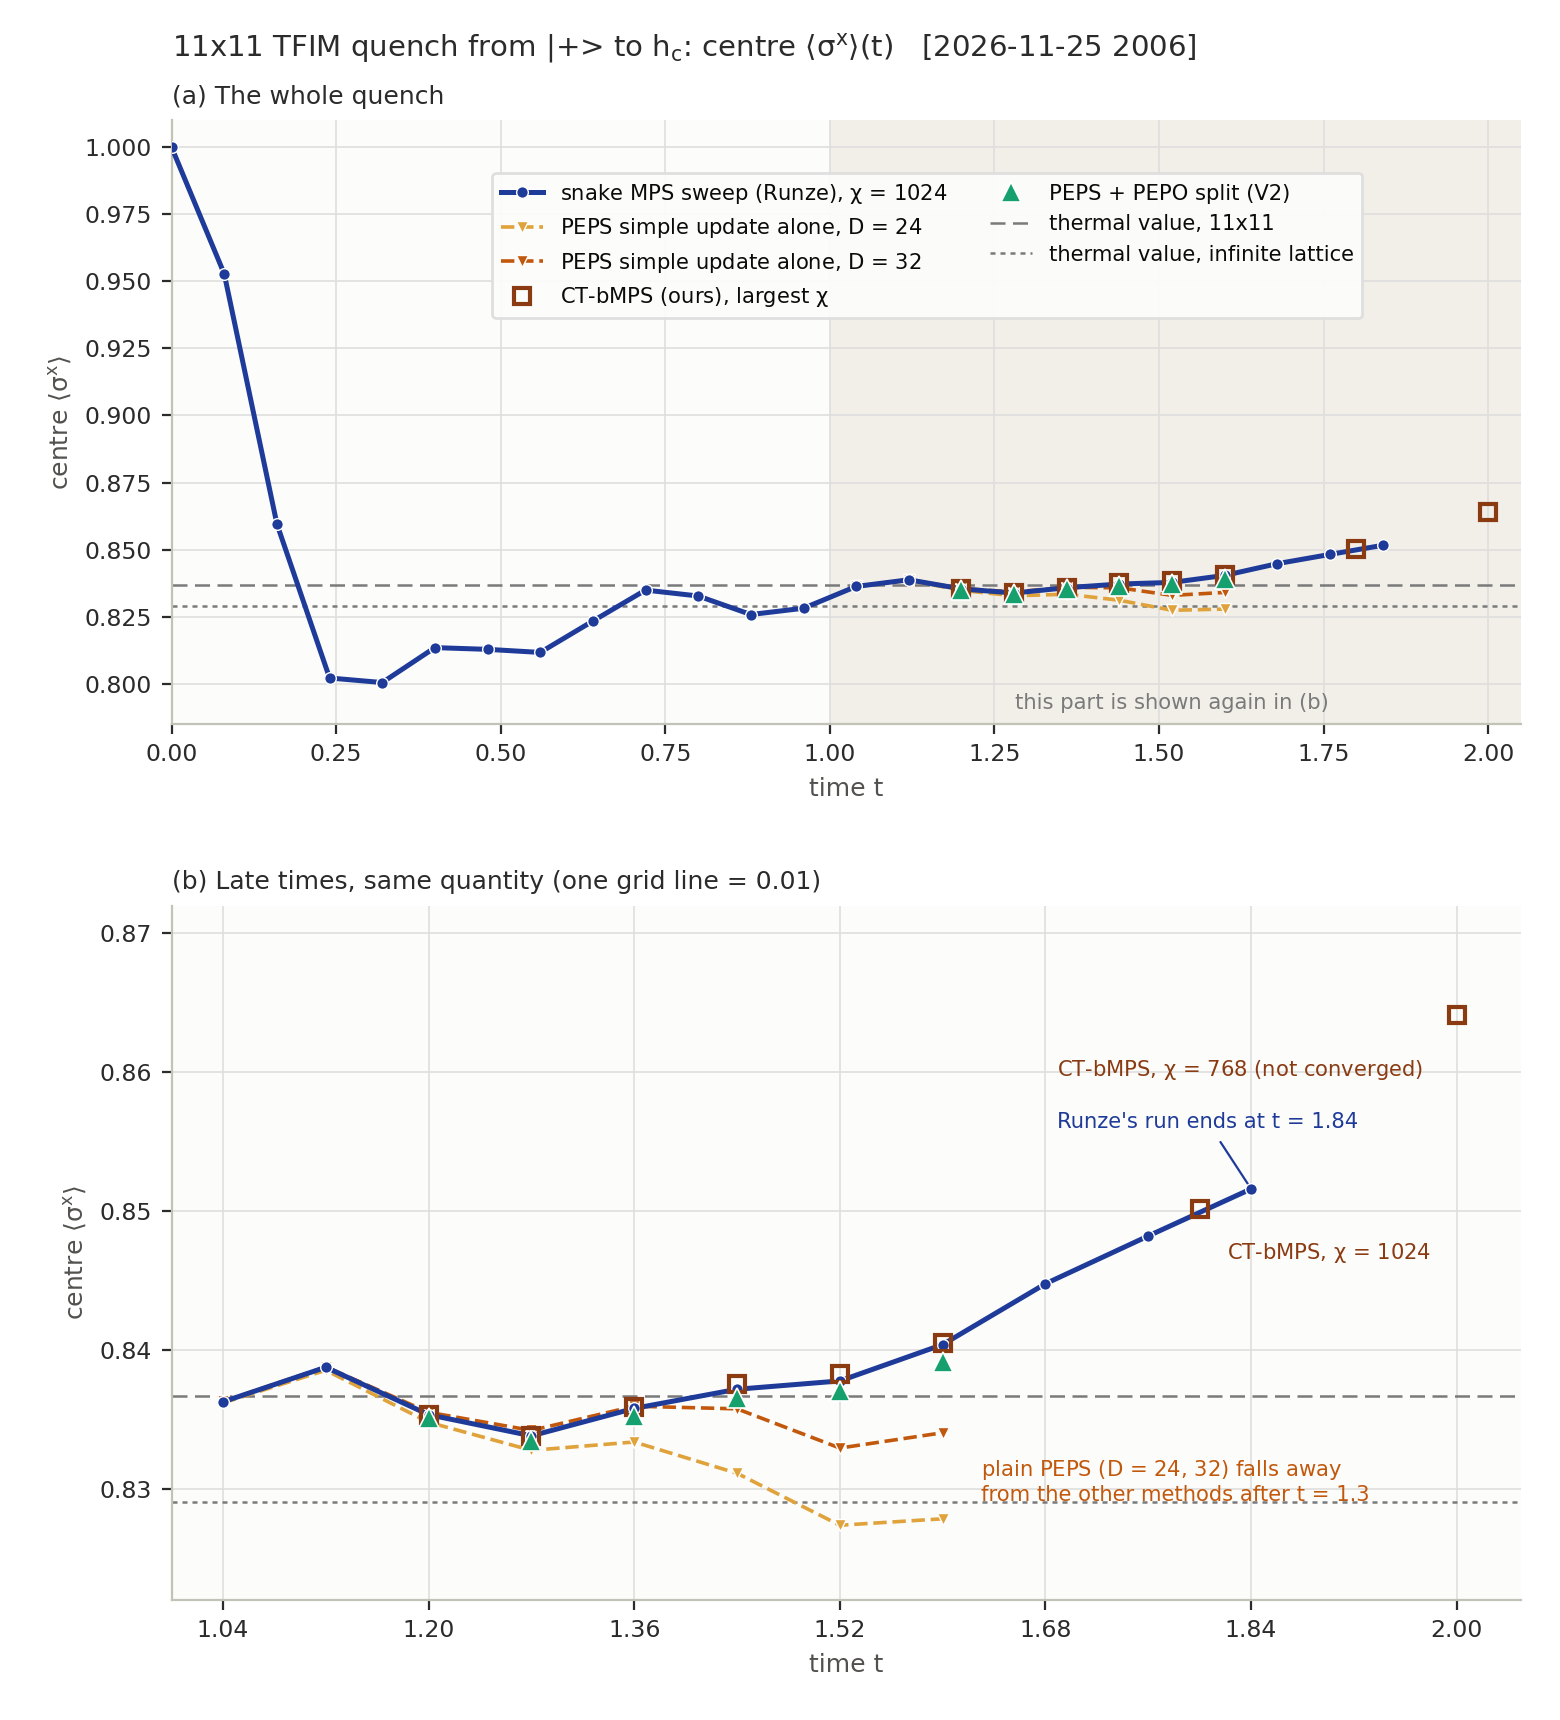 11x11 TFIM quench from |+> to h_c: centre ⟨σ^x⟩(t) [2026-11-25 2006]
(a) The whole quench
1.000
0.975
0.950
0.925
0.900
0.875
0.850
0.825
0.800
centre ⟨σ^x⟩
snake MPS sweep (Runze), χ = 1024
PEPS simple update alone, D = 24
PEPS simple update alone, D = 32
CT-bMPS (ours), largest χ
PEPS + PEPO split (V2)
thermal value, 11x11
thermal value, infinite lattice
this part is shown again in (b)
0.00 0.25 0.50 0.75 1.00 1.25 1.50 1.75 2.00
time t
(b) Late times, same quantity (one grid line = 0.01)
0.87
0.86
0.85
0.84
0.83
centre ⟨σ^x⟩
CT-bMPS, χ = 768 (not converged)
Runze's run ends at t = 1.84
CT-bMPS, χ = 1024
plain PEPS (D = 24, 32) falls away
from the other methods after t = 1.3
1.04 1.20 1.36 1.52 1.68 1.84 2.00
time t